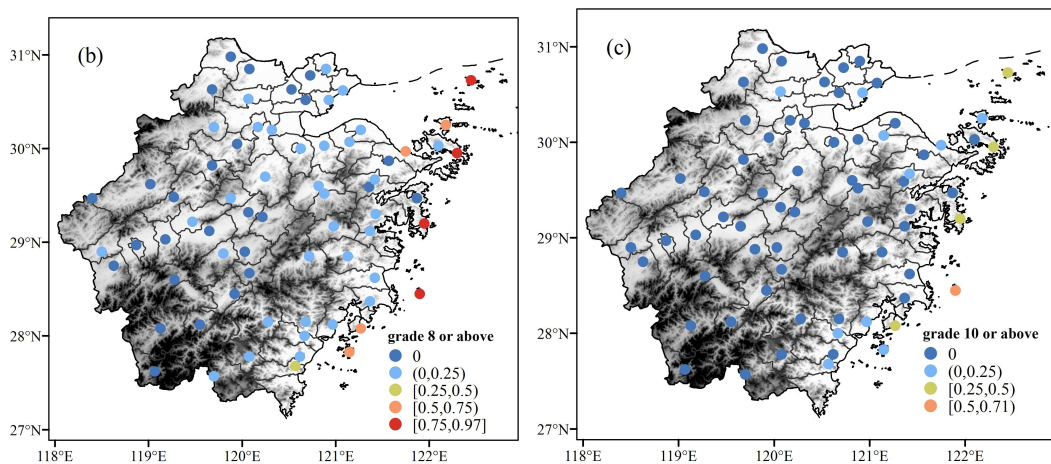 (b)
31°N
30°N
29°N
28°N
27°N
118°E 119°E 120°E 121°E 122°E
grade 8 or above
0
(0,0.25)
[0.25,0.5)
[0.5,0.75)
[0.75,0.97]
(c)
31°N
30°N
29°N
28°N
27°N
118°E 119°E 120°E 121°E 122°E
grade 10 or above
0
(0,0.25)
[0.25,0.5)
[0.5,0.71)